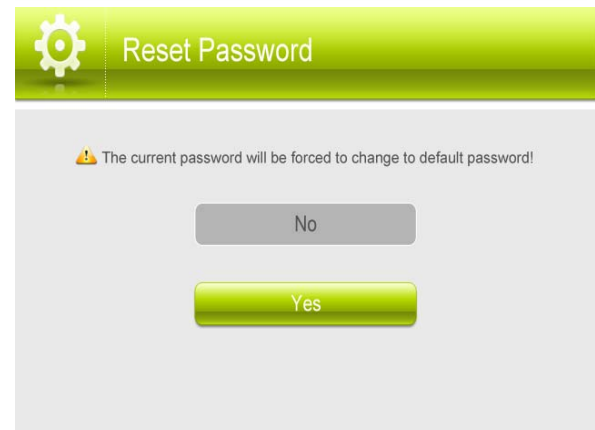 Reset Password
The current password will be forced to change to default password!
No
Yes